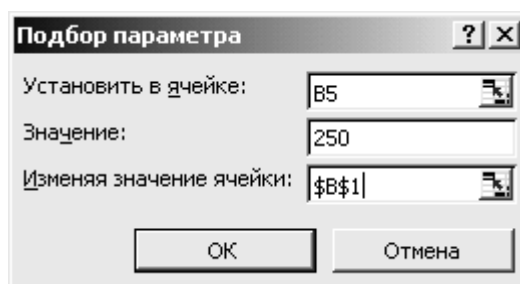 Подбор параметра ? ×
Установить в ячейке: B5
Значение: 250
Изменяя значение ячейки: $B$1
ОК Отмена